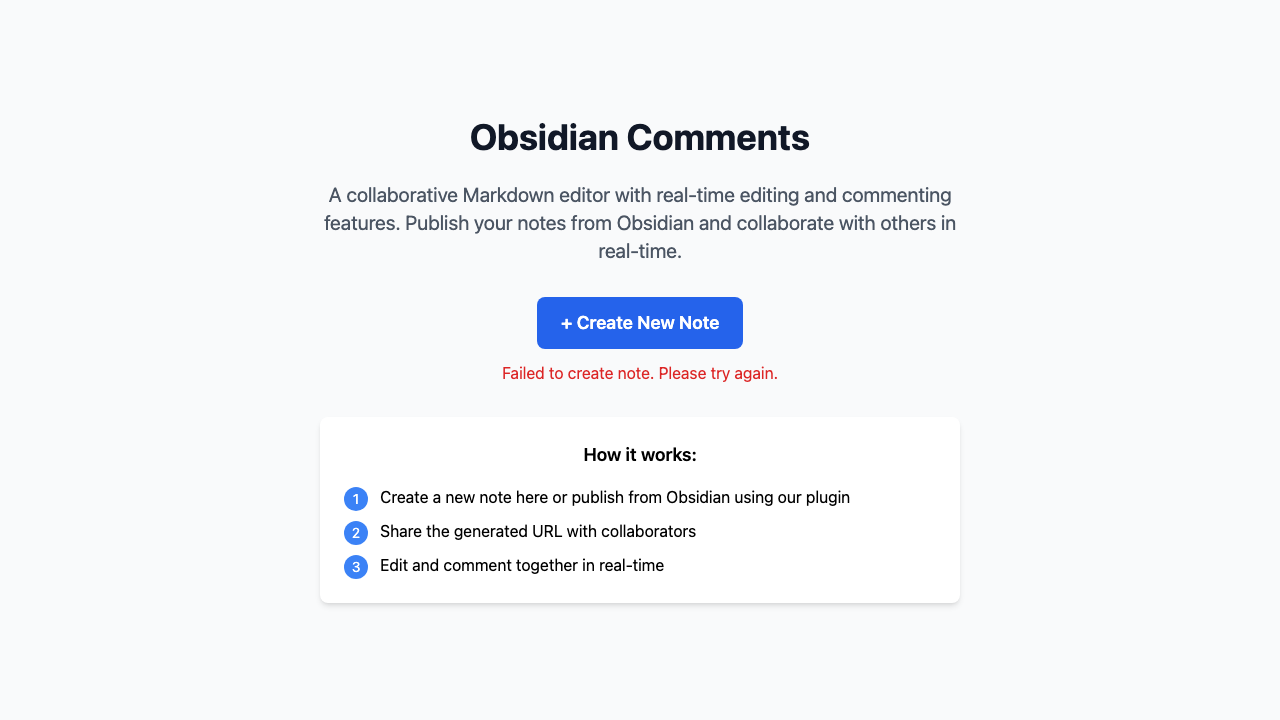 Obsidian Comments
A collaborative Markdown editor with real-time editing and commenting
features. Publish your notes from Obsidian and collaborate with others in
real-time.
+ Create New Note
Failed to create note. Please try again.
How it works:
1 Create a new note here or publish from Obsidian using our plugin
2 Share the generated URL with collaborators
3 Edit and comment together in real-time